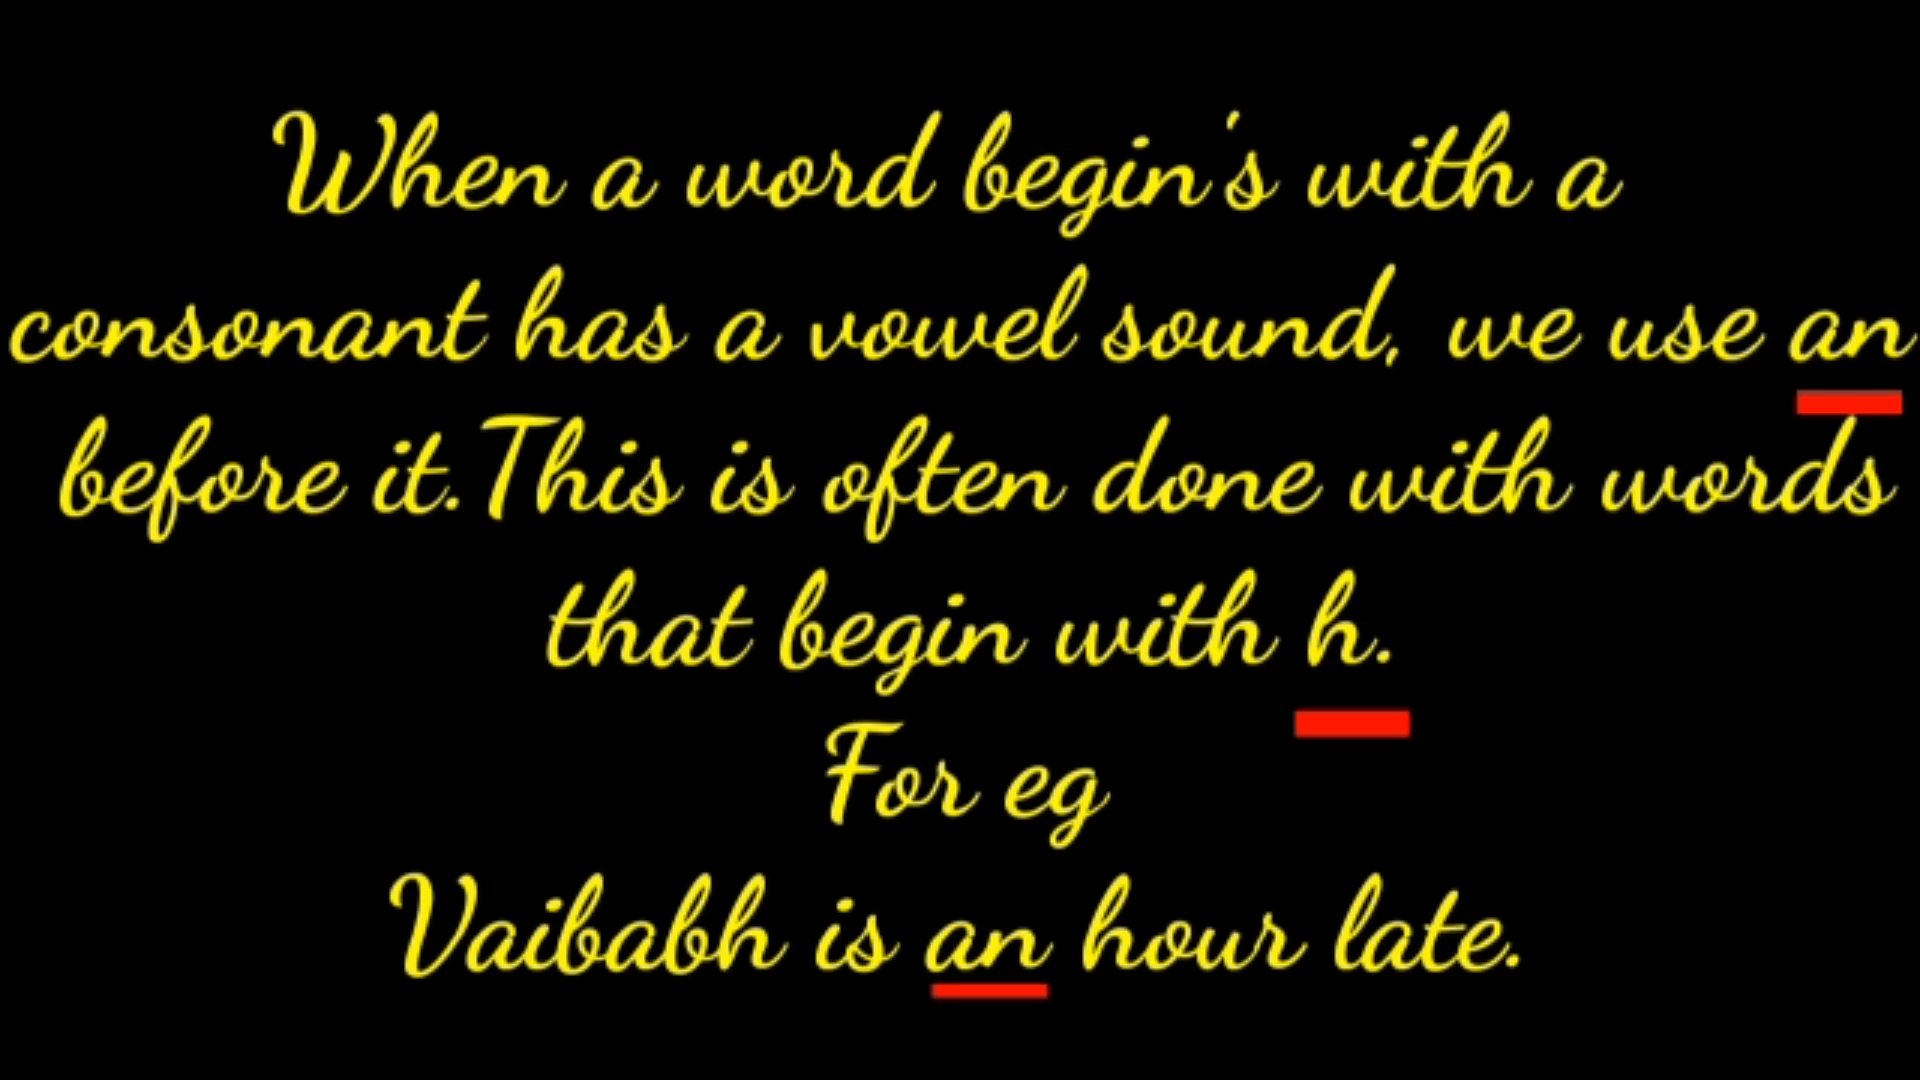 When a word begin's with a
consonant has a vowel sound, we use an
before it.This is often done with words
that begin with h.
For eg
Vaibabh is an hour late.